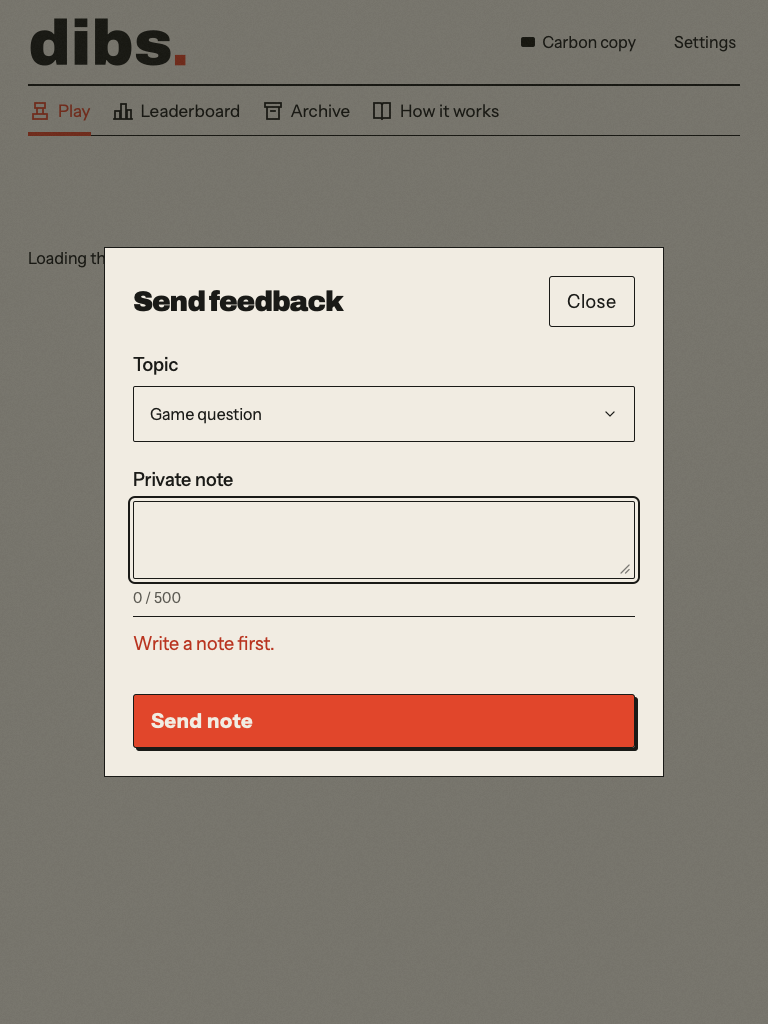 dibs.
Carbon copy
Settings
Play
Leaderboard
Archive
How it works
Loading th
Send feedback
Close
Topic
Game question
Private note
0 / 500
Write a note first.
Send note